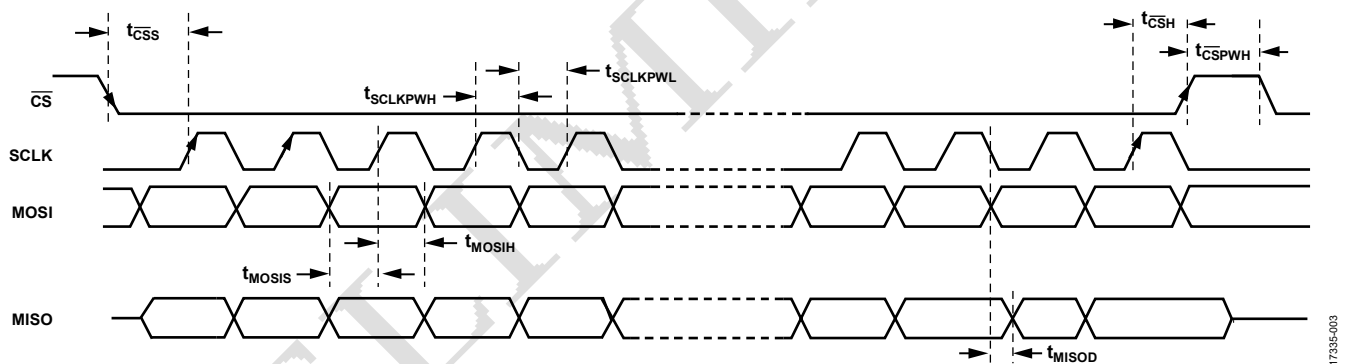 tCSS
tCSH
tCSPWH
tSCLKPWL
tSCLKPWH
CS
SCLK
MOSI
tMOSIH
tMOSIS
MISO
tMISOD
17335-003